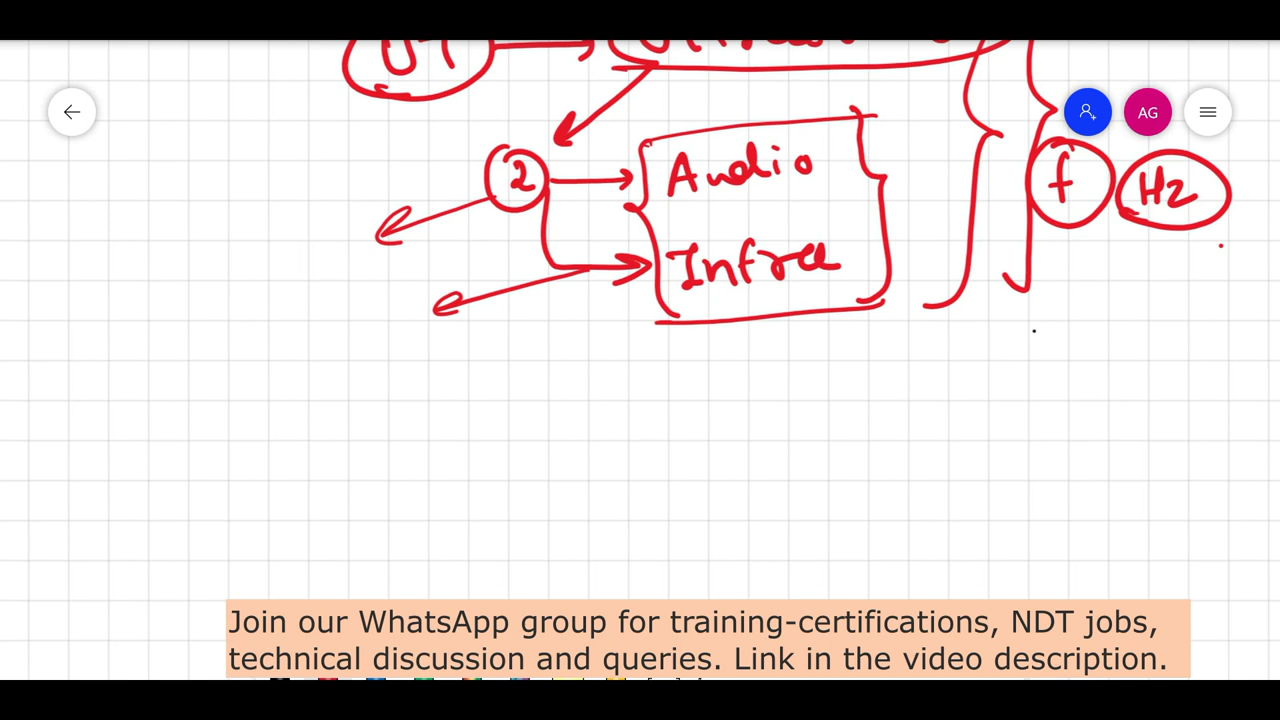 UT
AG
2
Audio
f
Hz
Infra
Join our WhatsApp group for training-certifications, NDT jobs,
technical discussion and queries. Link in the video description.